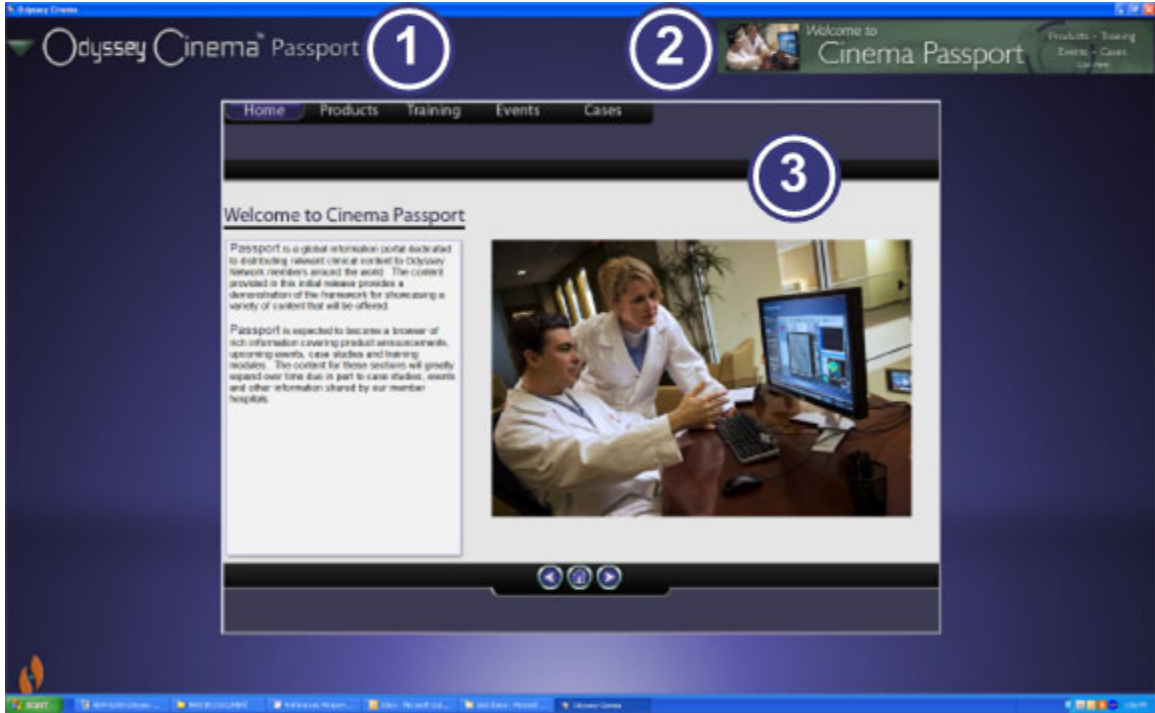 Odyssey Cinema
Odyssey Cinema™ Passport
1
2
Welcome to
Cinema Passport
Products - Training
Events - Cases
Home Products Training Events Cases
3
Welcome to Cinema Passport
Passport is a global information portal dedicated
to distributing relevant clinical content to Odyssey
Network members around the world. The content
provided in this initial release provides a
demonstration of the framework for showcasing a
variety of content that will be offered.
Passport is expected to become a browser of
rich information covering product announcements,
upcoming events, case studies and training
modules. The content for these sections will greatly
expand over time due in part to case studies, events
and other information shared by our member
hospitals.
start
Odyssey Cinema